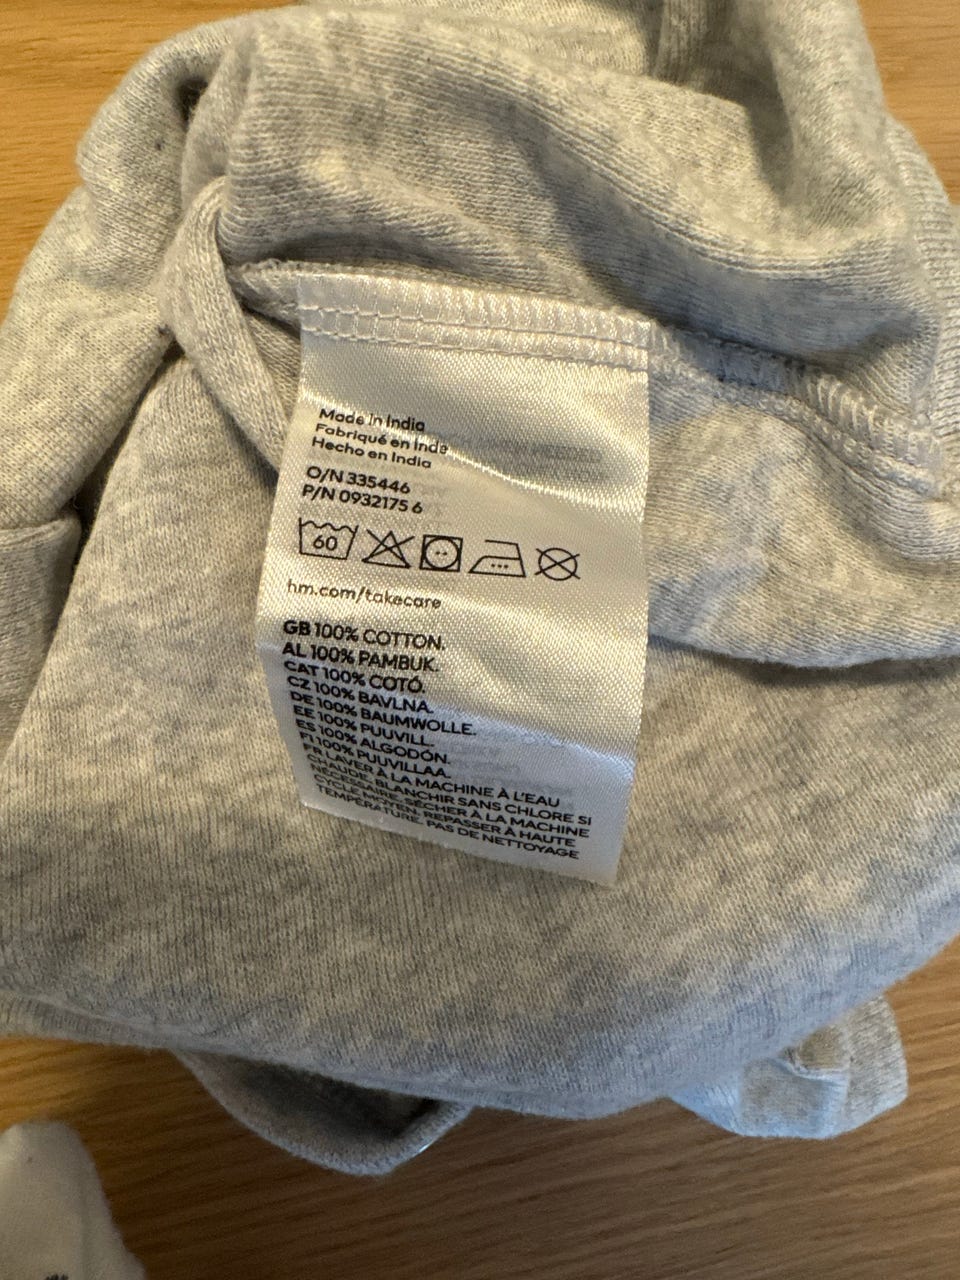 Made in India
Fabriqué en Inde
Hecho en India
O/N 335446
P/N 0932175 6
60
hm.com/takecare
GB 100% COTTON.
AL 100% PAMBUK.
CAT 100% COTÓ.
CZ 100% BAVLNA.
DE 100% BAUMWOLLE.
EE 100% PUUVILL.
ES 100% ALGODÓN.
FI 100% PUUVILLAA.
FR LAVER À LA MACHINE À L'EAU
CHAUDE. BLANCHIR SANS CHLORE SI
NÉCESSAIRE. SÉCHER À LA MACHINE
CYCLE MOYEN. REPASSER À HAUTE
TEMPÉRATURE. PAS DE NETTOYAGE